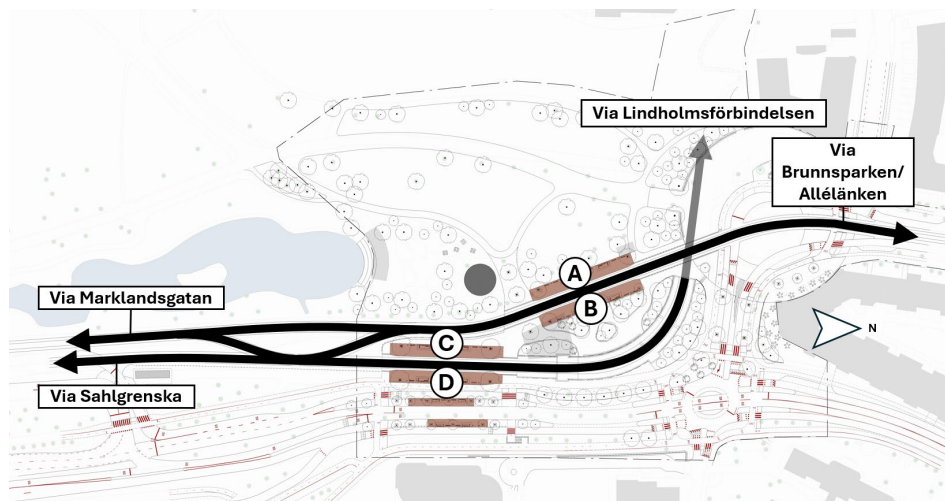 Via Lindholmsförbindelsen
Via
Brunnsparken/
Allélänken
A
B
Via Marklandsgatan
N
C
Via Sahlgrenska
D